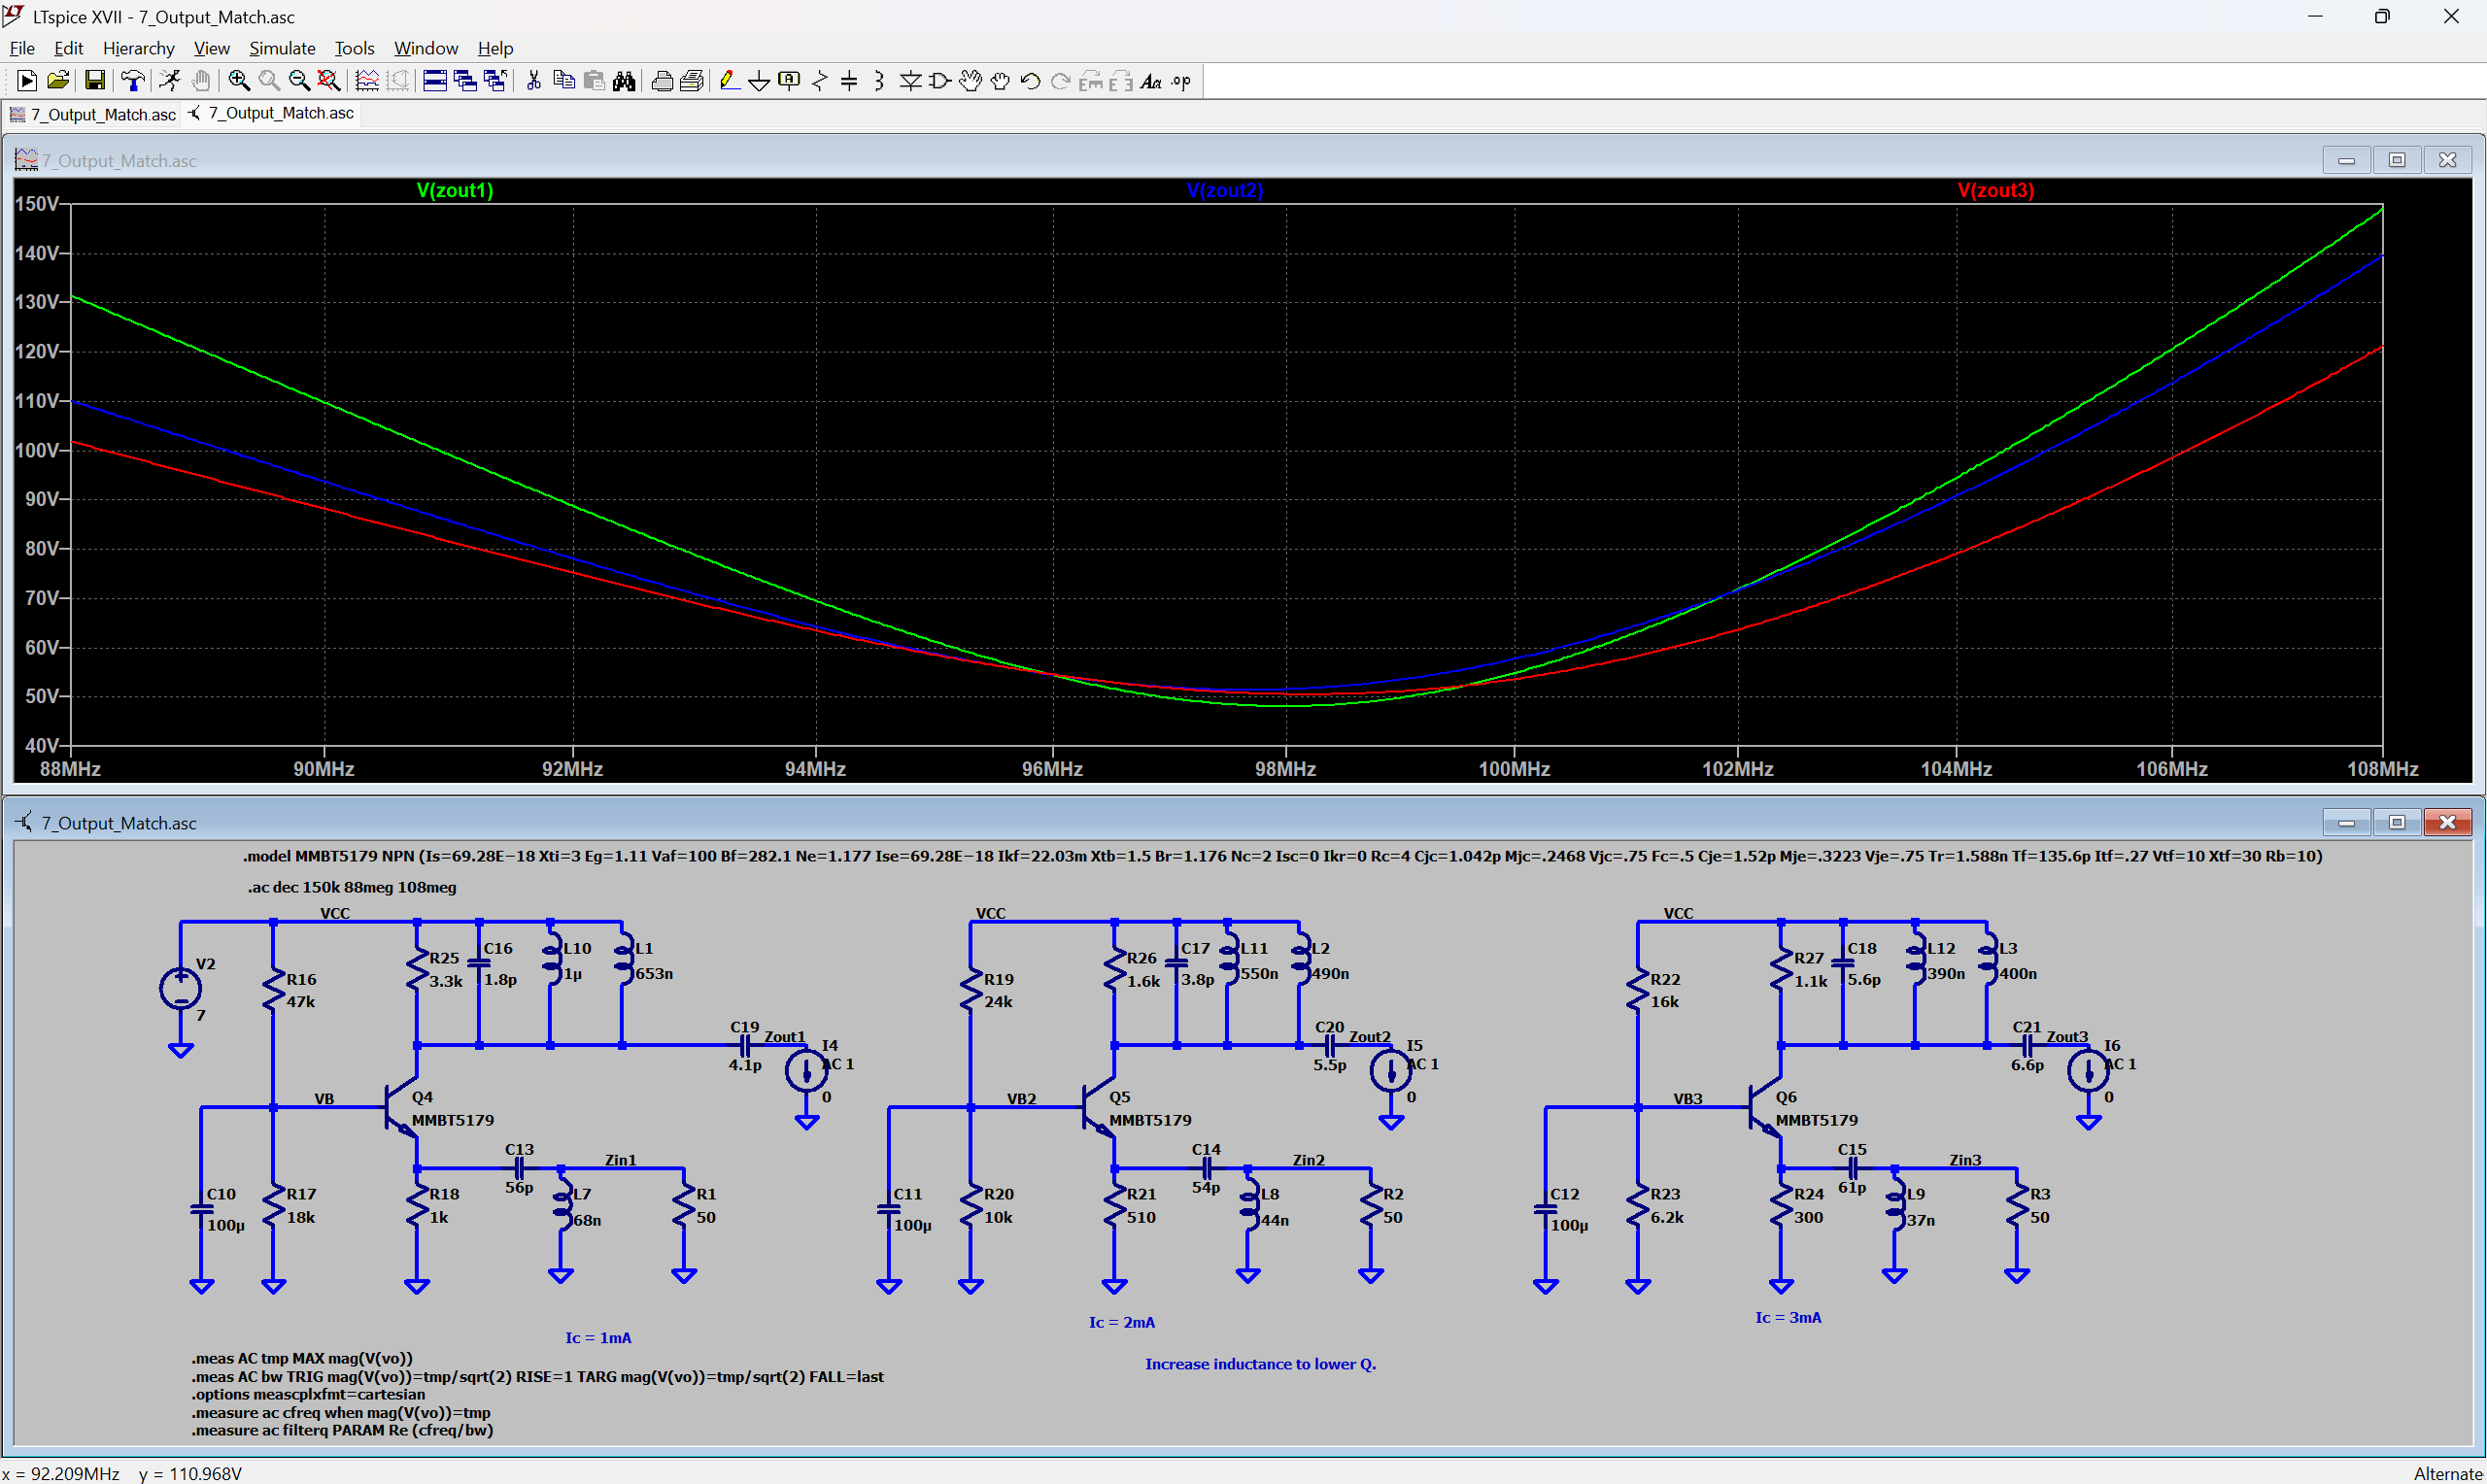 LTspice XVII - 7_Output_Match.asc
File Edit Hierarchy View Simulate Tools Window Help
7_Output_Match.asc 7_Output_Match.asc
7_Output_Match.asc
V(zout1) V(zout2) V(zout3)
150V
140V
130V
120V
110V
100V
90V
80V
70V
60V
50V
40V
88MHz 90MHz 92MHz 94MHz 96MHz 98MHz 100MHz 102MHz 104MHz 106MHz 108MHz
7_Output_Match.asc
.model MMBT5179 NPN (Is=69.28E−18 Xti=3 Eg=1.11 Vaf=100 Bf=282.1 Ne=1.177 Ise=69.28E−18 Ikf=22.03m Xtb=1.5 Br=1.176 Nc=2 Isc=0 Ikr=0 Rc=4 Cjc=1.042p Mjc=.2468 Vjc=.75 Fc=.5 Cje=1.52p Mje=.3223 Vje=.75 Tr=1.588n Tf=135.6p Itf=.27 Vtf=10 Xtf=30 Rb=10)
.ac dec 150k 88meg 108meg
VCC
V2
7
R16
47k
R25
3.3k
C16
1.8p
L10
1µ
L1
653n
C19
4.1p
Zout1
I4
AC 1
0
VB
Q4
MMBT5179
C10
100µ
R17
18k
R18
1k
C13
56p
Zin1
L7
68n
R1
50
Ic = 1mA
VCC
R19
24k
R26
1.6k
C17
3.8p
L11
550n
L2
490n
C20
5.5p
Zout2
I5
AC 1
0
VB2
Q5
MMBT5179
C11
100µ
R20
10k
R21
510
C14
54p
Zin2
L8
44n
R2
50
Ic = 2mA
Increase inductance to lower Q.
VCC
R22
16k
R27
1.1k
C18
5.6p
L12
390n
L3
400n
C21
6.6p
Zout3
I6
AC 1
0
VB3
Q6
MMBT5179
C12
100µ
R23
6.2k
R24
300
C15
61p
Zin3
L9
37n
R3
50
Ic = 3mA
.meas AC tmp MAX mag(V(vo))
.meas AC bw TRIG mag(V(vo))=tmp/sqrt(2) RISE=1 TARG mag(V(vo))=tmp/sqrt(2) FALL=last
.options meascplxfmt=cartesian
.measure ac cfreq when mag(V(vo))=tmp
.measure ac filterq PARAM Re (cfreq/bw)
x = 92.209MHz y = 110.968V
Alternate